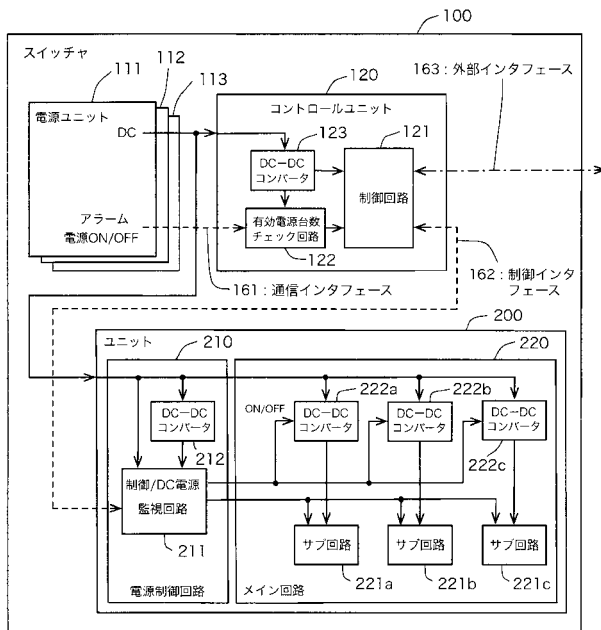 100
スイッチャ
111
112
113
電源ユニット
DC
アラーム
電源ON/OFF
120
コントロールユニット
123
DC−DC
コンバータ
121
制御回路
有効電源台数
チェック回路
122
163：外部インタフェース
161：通信インタフェース
162：制御インタ
フェース
200
ユニット
210
220
DC−DC
コンバータ
212
制御/DC電源
監視回路
211
電源制御回路
ON/OFF
222a
DC−DC
コンバータ
222b
DC−DC
コンバータ
DC−DC
コンバータ
222c
サブ回路
221a
サブ回路
221b
サブ回路
221c
メイン回路